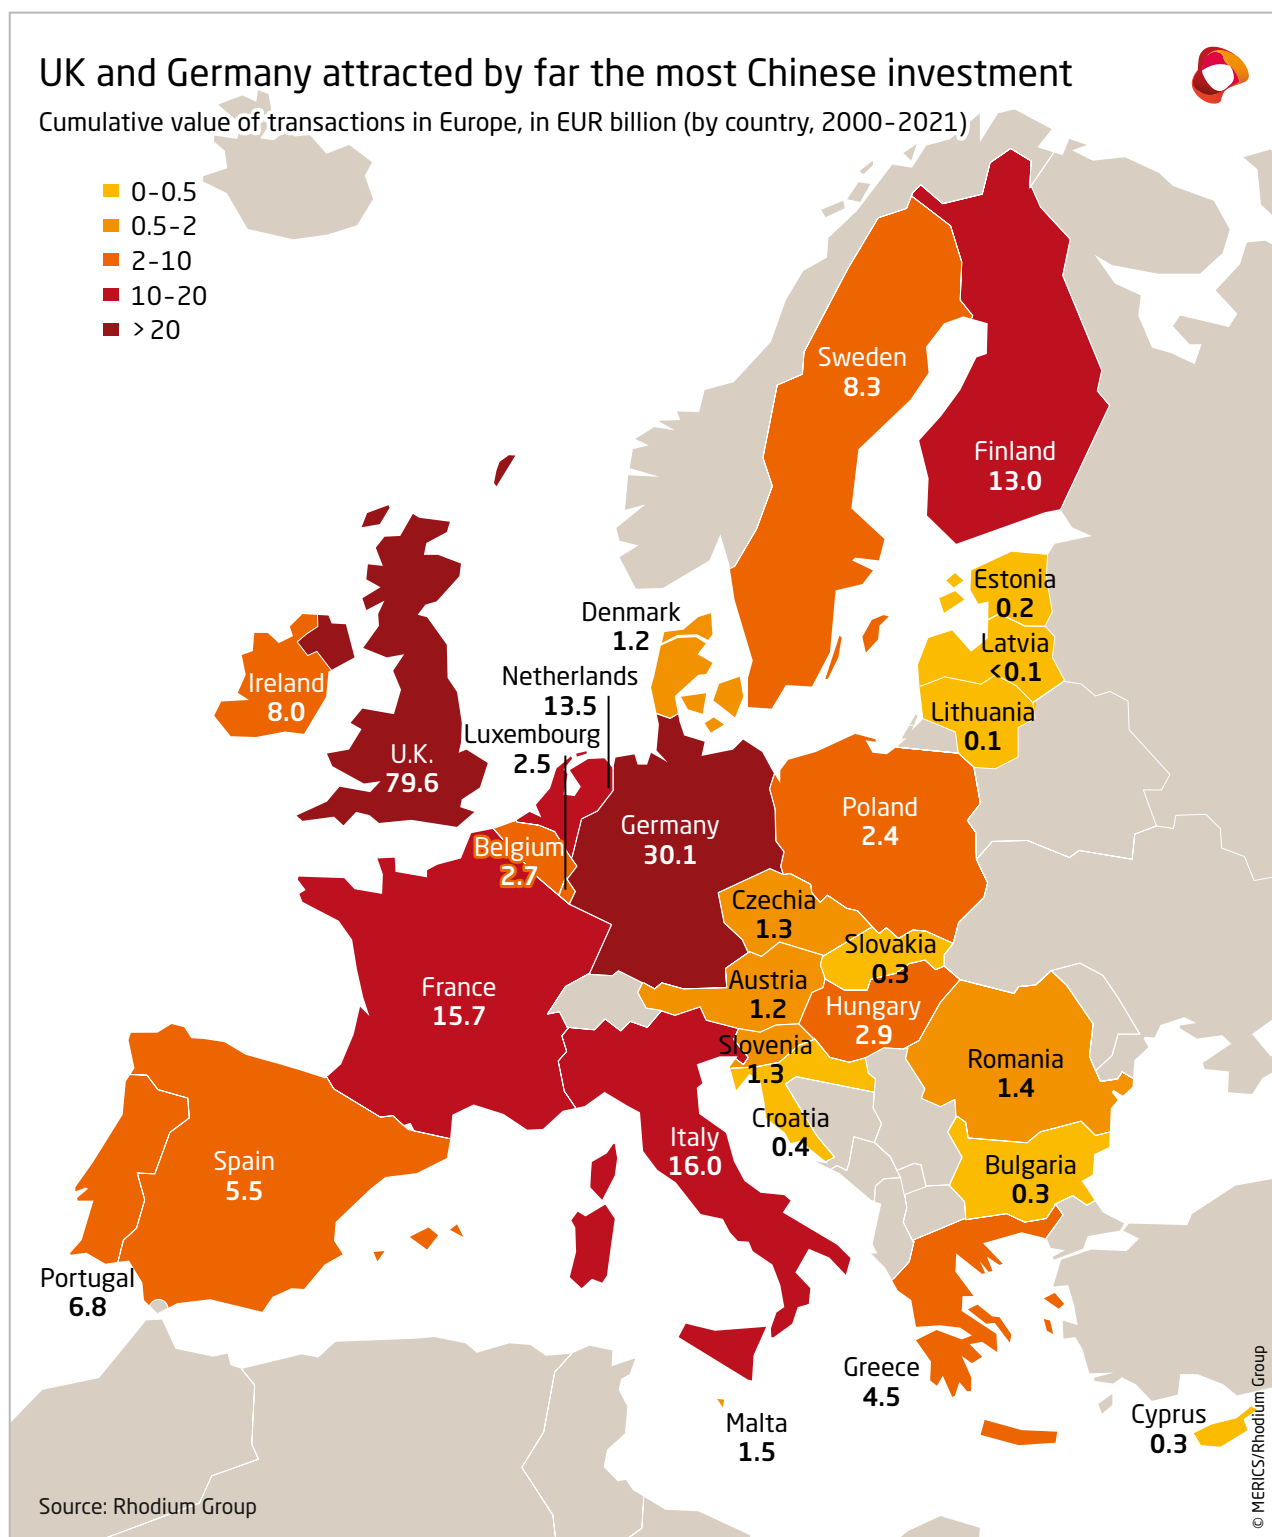 UK and Germany attracted by far the most Chinese investment
Cumulative value of transactions in Europe, in EUR billion (by country, 2000–2021)
0–0.5
0.5–2
2–10
10–20
>20
Sweden
8.3
Finland
13.0
Estonia
0.2
Latvia
<0.1
Lithuania
0.1
Denmark
1.2
Netherlands
13.5
Luxembourg
2.5
Ireland
8.0
U.K.
79.6
Germany
30.1
Poland
2.4
Belgium
2.7
Czechia
1.3
Slovakia
0.3
Austria
1.2
Hungary
2.9
France
15.7
Slovenia
1.3
Romania
1.4
Croatia
0.4
Italy
16.0
Bulgaria
0.3
Spain
5.5
Portugal
6.8
Greece
4.5
Malta
1.5
Cyprus
0.3
Source: Rhodium Group
© MERICS/Rhodium Group